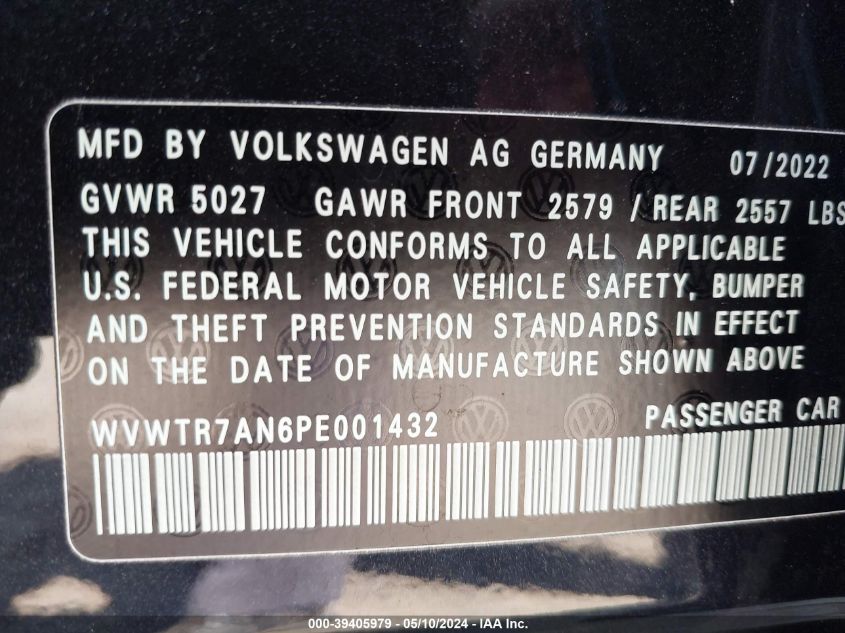 MFD BY VOLKSWAGEN AG GERMANY 07/2022
GVWR 5027 GAWR FRONT 2579 / REAR 2557 LBS
THIS VEHICLE CONFORMS TO ALL APPLICABLE
U.S. FEDERAL MOTOR VEHICLE SAFETY, BUMPER
AND THEFT PREVENTION STANDARDS IN EFFECT
ON THE DATE OF MANUFACTURE SHOWN ABOVE
WVWTR7AN6PE001432 PASSENGER CAR
000-39405979 - 05/10/2024 - IAA Inc.